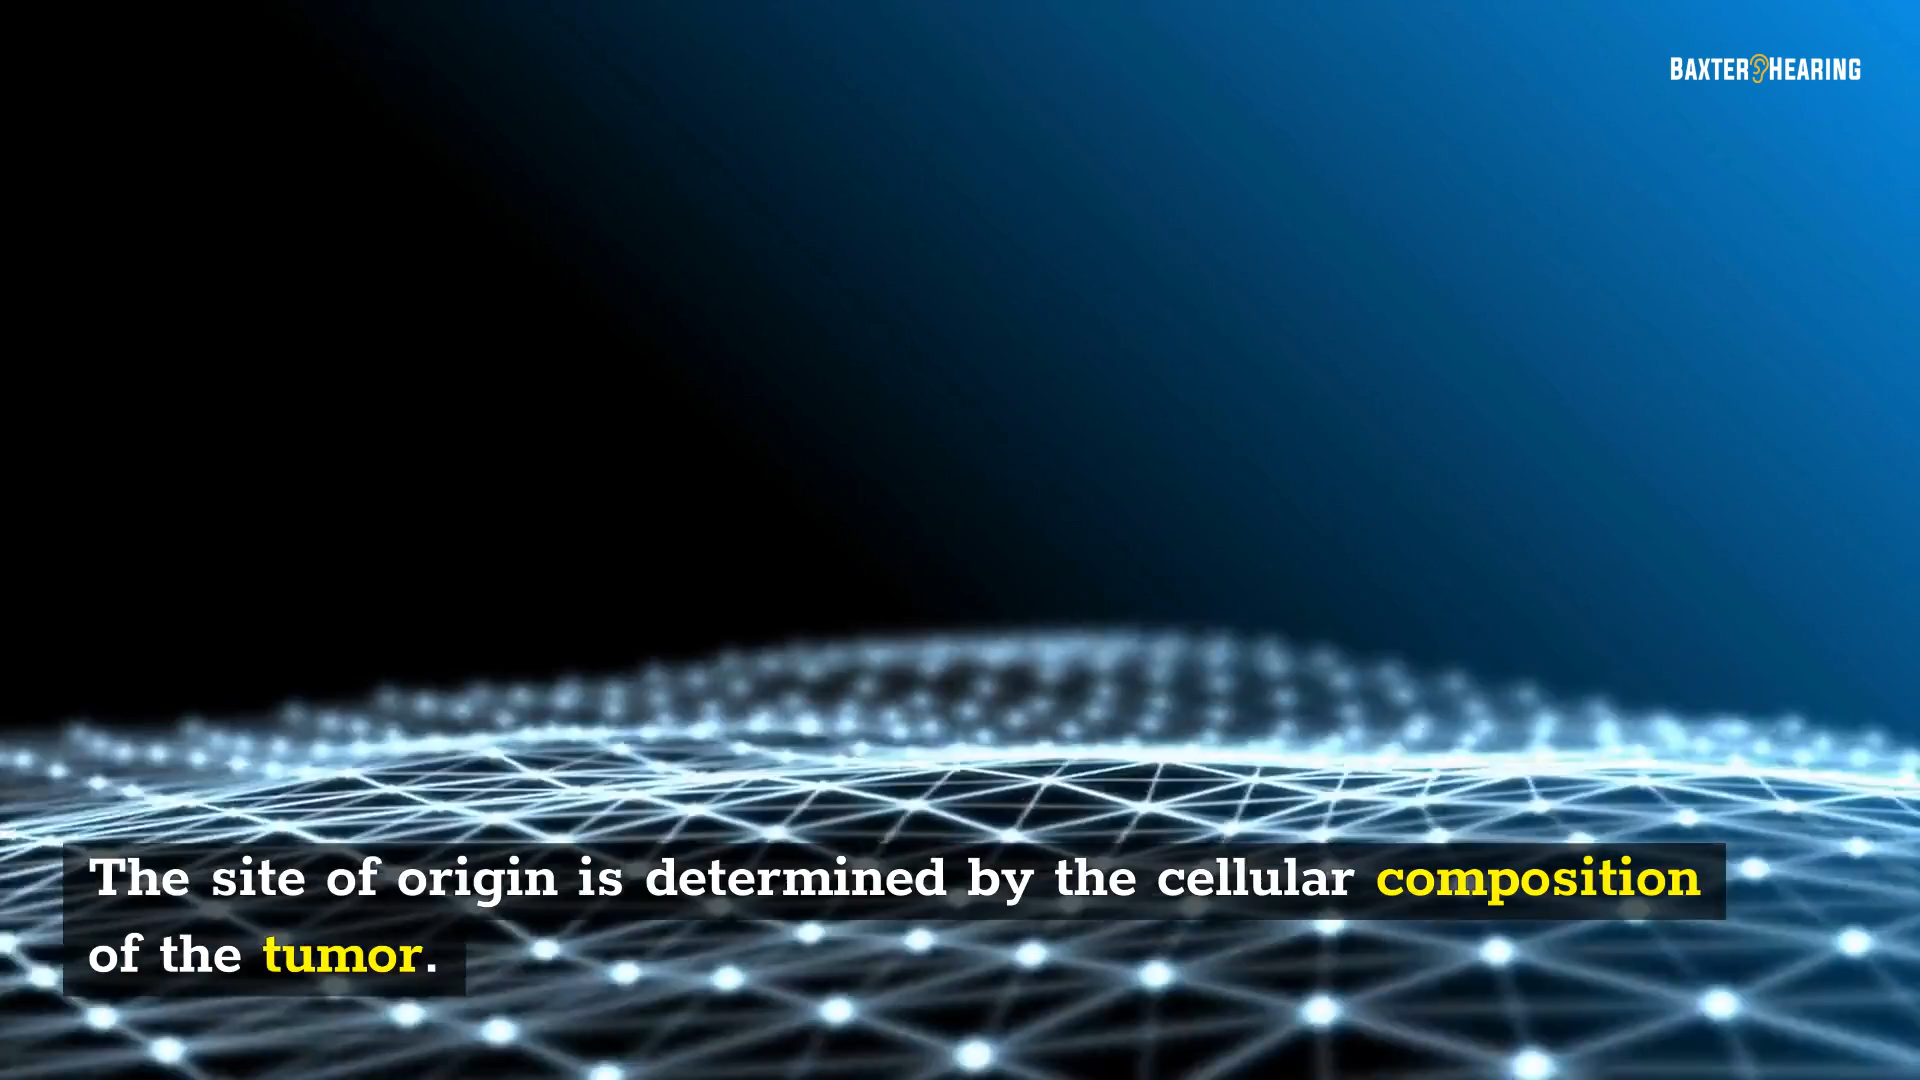 BAXTER HEARING
The site of origin is determined by the cellular composition
of the tumor.